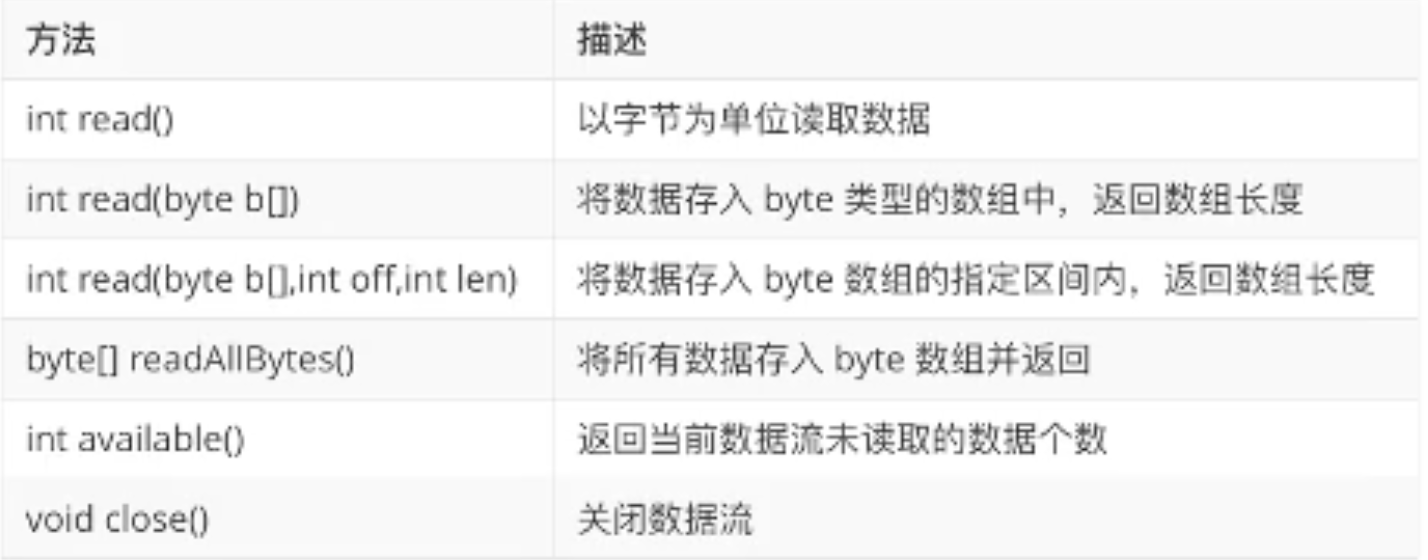 方法 描述
int read() 以字节为单位读取数据
int read(byte b[]) 将数据存入 byte 类型的数组中，返回数组长度
int read(byte b[],int off,int len) 将数据存入 byte 数组的指定区间内，返回数组长度
byte[] readAllBytes() 将所有数据存入 byte 数组并返回
int available() 返回当前数据流未读取的数据个数
void close() 关闭数据流